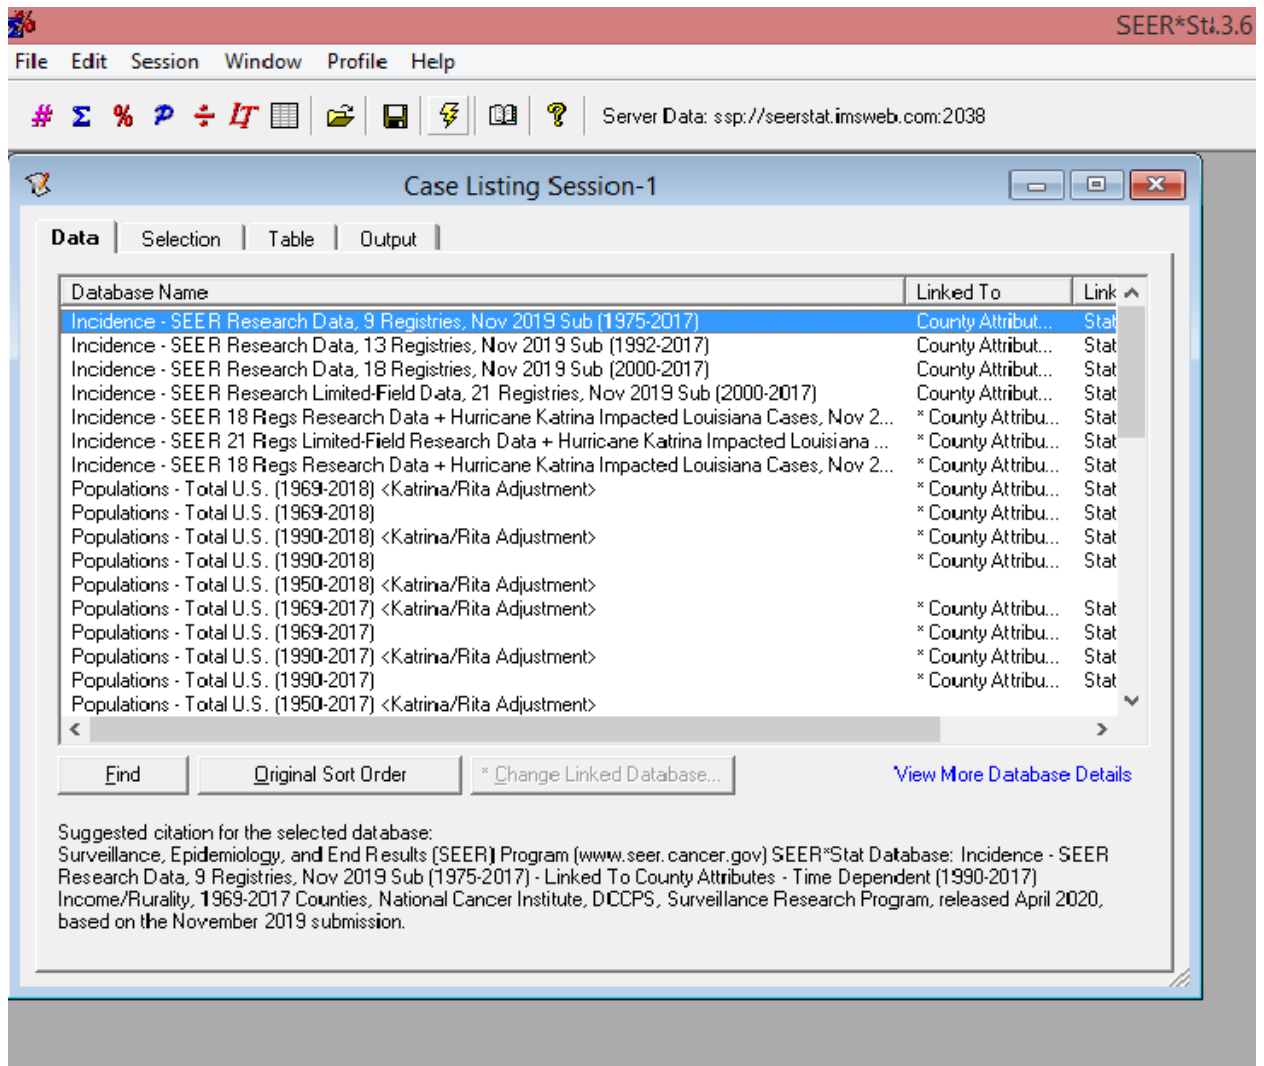 SEER*St 3.6
File Edit Session Window Profile Help
# Σ % P ÷ LT Server Data: ssp://seerstat.imsweb.com:2038
Case Listing Session-1
Data Selection Table Output
Database Name Linked To Link
Incidence - SEER Research Data, 9 Registries, Nov 2019 Sub (1975-2017) County Attribut... Stat
Incidence - SEER Research Data, 13 Registries, Nov 2019 Sub (1992-2017) County Attribut... Stat
Incidence - SEER Research Data, 18 Registries, Nov 2019 Sub (2000-2017) County Attribut... Stat
Incidence - SEER Research Limited-Field Data, 21 Registries, Nov 2019 Sub (2000-2017) County Attribut... Stat
Incidence - SEER 18 Regs Research Data + Hurricane Katrina Impacted Louisiana Cases, Nov 2... * County Attribu... Stat
Incidence - SEER 21 Regs Limited-Field Research Data + Hurricane Katrina Impacted Louisiana ... * County Attribu... Stat
Incidence - SEER 18 Regs Research Data + Hurricane Katrina Impacted Louisiana Cases, Nov 2... * County Attribu... Stat
Populations - Total U.S. (1969-2018) <Katrina/Rita Adjustment> * County Attribu... Stat
Populations - Total U.S. (1969-2018) * County Attribu... Stat
Populations - Total U.S. (1990-2018) <Katrina/Rita Adjustment> * County Attribu... Stat
Populations - Total U.S. (1990-2018) * County Attribu... Stat
Populations - Total U.S. (1950-2018) <Katrina/Rita Adjustment>
Populations - Total U.S. (1969-2017) <Katrina/Rita Adjustment> * County Attribu... Stat
Populations - Total U.S. (1969-2017) * County Attribu... Stat
Populations - Total U.S. (1990-2017) <Katrina/Rita Adjustment> * County Attribu... Stat
Populations - Total U.S. (1990-2017) * County Attribu... Stat
Populations - Total U.S. (1950-2017) <Katrina/Rita Adjustment>
Find Original Sort Order * Change Linked Database... View More Database Details
Suggested citation for the selected database:
Surveillance, Epidemiology, and End Results (SEER) Program (www.seer.cancer.gov) SEER*Stat Database: Incidence - SEER
Research Data, 9 Registries, Nov 2019 Sub (1975-2017) - Linked To County Attributes - Time Dependent (1990-2017)
Income/Rurality, 1969-2017 Counties, National Cancer Institute, DCCPS, Surveillance Research Program, released April 2020,
based on the November 2019 submission.